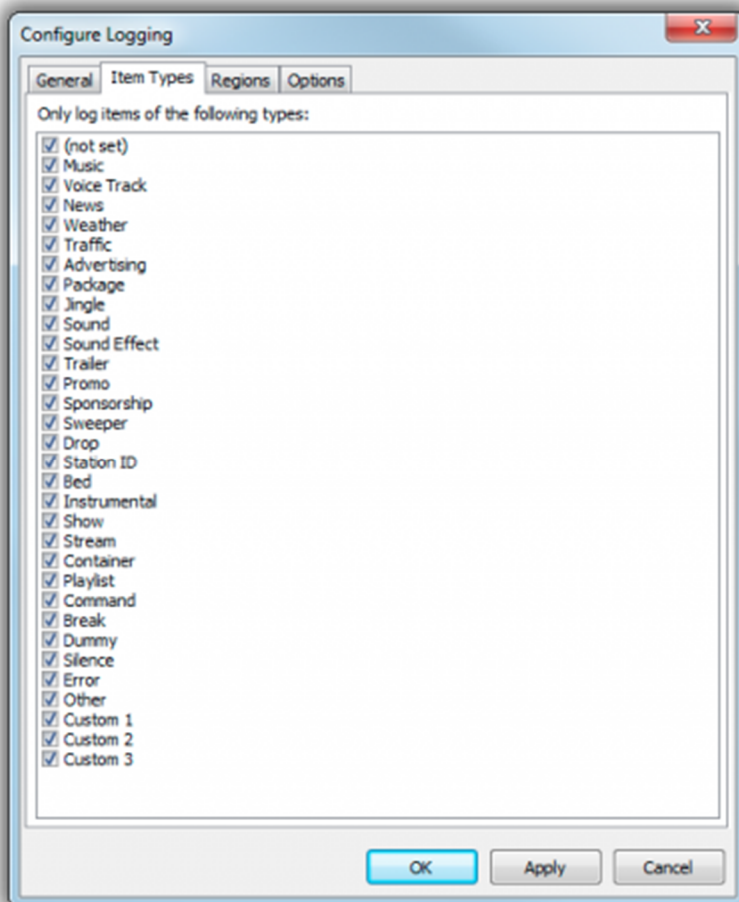 Configure Logging
General Item Types Regions Options
Only log items of the following types:
(not set)
Music
Voice Track
News
Weather
Traffic
Advertising
Package
Jingle
Sound
Sound Effect
Trailer
Promo
Sponsorship
Sweeper
Drop
Station ID
Bed
Instrumental
Show
Stream
Container
Playlist
Command
Break
Dummy
Silence
Error
Other
Custom 1
Custom 2
Custom 3
OK Apply Cancel